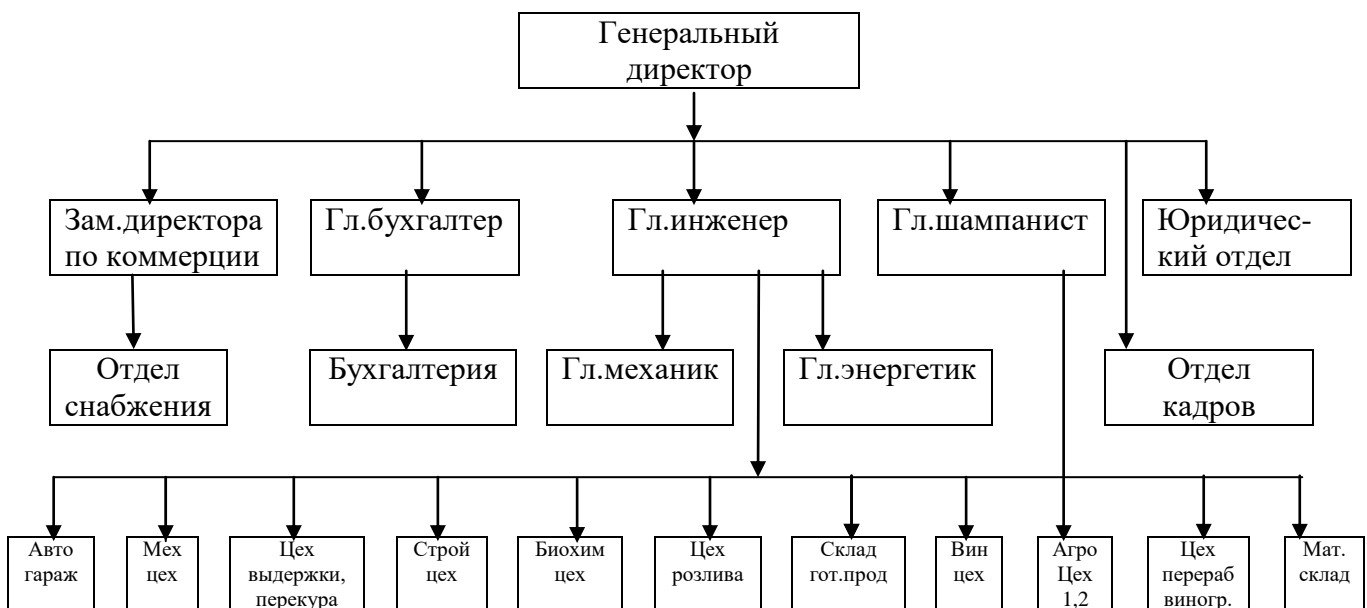 Генеральный
директор
Зам.директора
по коммерции
Гл.бухгалтер
Гл.инженер
Гл.шампанист
Юридичес-
кий отдел
Отдел
снабжения
Бухгалтерия
Гл.механик
Гл.энергетик
Отдел
кадров
Авто
гараж
Мех
цех
Цех
выдержки,
перекура
Строй
цех
Биохим
цех
Цех
розлива
Склад
гот.прод
Вин
цех
Агро
Цех
1,2
Цех
перераб
виногр.
Мат.
склад